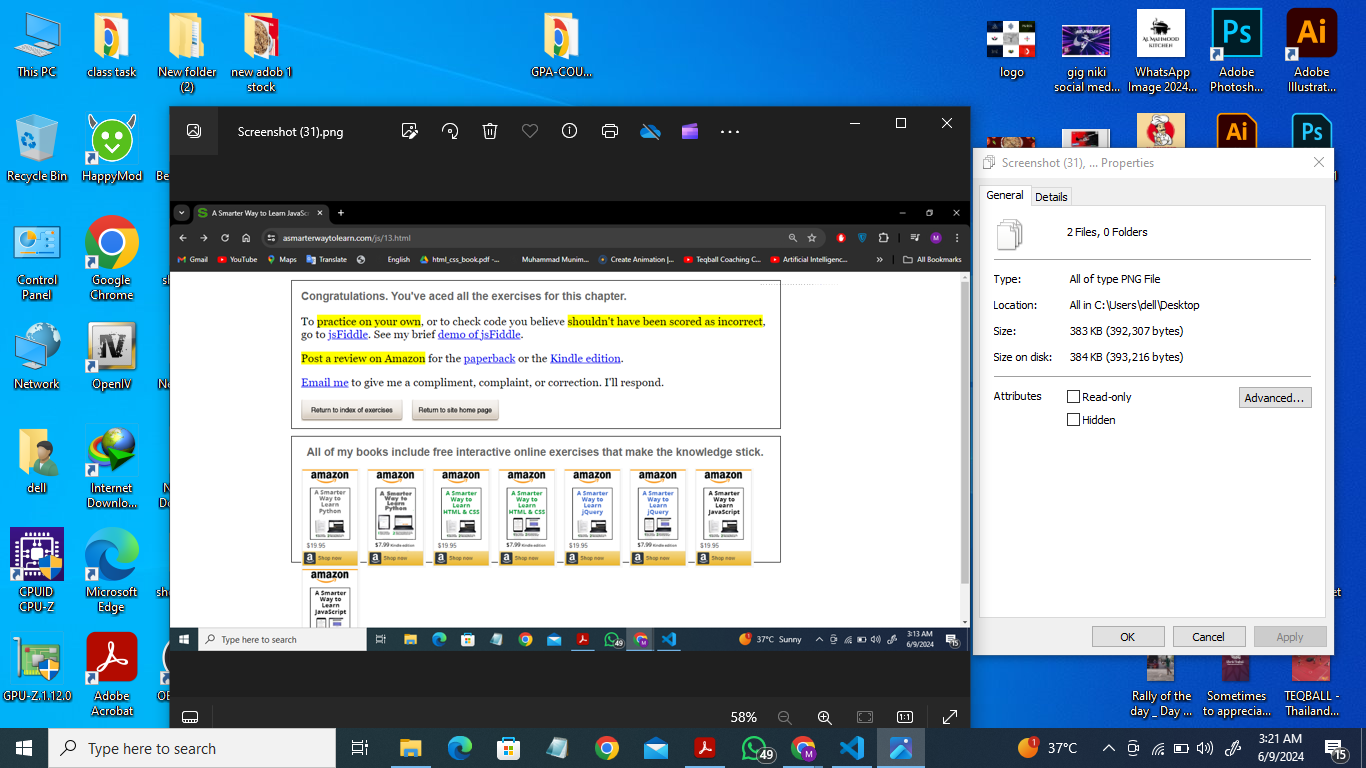 This PC
class task
New folder
(2)
new adob 1
stock
GPA-COU...
logo
gig niki
social med...
WhatsApp
Image 2024...
Adobe
Photosh...
Adobe
Illustrat...
AL MAHMOOD
KITCHEN
Ps
Ai
Recycle Bin
HappyMod
Ai
Ps
Control
Panel
Google
Chrome
Network
OpenIV
dell
Internet
Downlo...
CPUID
CPU-Z
Microsoft
Edge
GPU-Z.1.12.0
Adobe
Acrobat
Screenshot (31).png
A Smarter Way to Learn JavaSc
asmarterwaytolearn.com/js/13.html
M
Gmail
YouTube
Maps
Translate
English
html_css_book.pdf -...
Muhammad Munim...
Create Animation |...
Teqball Coaching C...
Artificial Intelligenc...
»
All Bookmarks
Congratulations. You've aced all the exercises for this chapter.
To practice on your own, or to check code you believe shouldn't have been scored as incorrect,
go to jsFiddle. See my brief demo of jsFiddle.
Post a review on Amazon for the paperback or the Kindle edition.
Email me to give me a compliment, complaint, or correction. I'll respond.
Return to index of exercises
Return to site home page
All of my books include free interactive online exercises that make the knowledge stick.
amazon amazon amazon amazon amazon amazon amazon
A Smarter Way to Learn Python
A Smarter Way to Learn Python
A Smarter Way to Learn HTML & CSS
A Smarter Way to Learn HTML & CSS
A Smarter Way to Learn jQuery
A Smarter Way to Learn jQuery
A Smarter Way to Learn JavaScript
$19.95 $7.99 Kindle edition $19.95 $7.99 Kindle edition $19.95 $7.99 Kindle edition $19.95
Shop now Shop now Shop now Shop now Shop now Shop now Shop now
amazon
A Smarter
Way to
Learn
JavaScript
Type here to search
49
37°C Sunny
3:13 AM
6/9/2024
15
58%
1:1
Screenshot (31), ... Properties
General
Details
2 Files, 0 Folders
Type: All of type PNG File
Location: All in C:\Users\dell\Desktop
Size: 383 KB (392,307 bytes)
Size on disk: 384 KB (393,216 bytes)
Attributes
Read-only
Hidden
Advanced...
OK
Cancel
Apply
Rally of the
day _ Day ...
Sometimes
to apprecia...
TEQBALL -
Thailand...
Type here to search
49
M
1
37°C
3:21 AM
6/9/2024
15